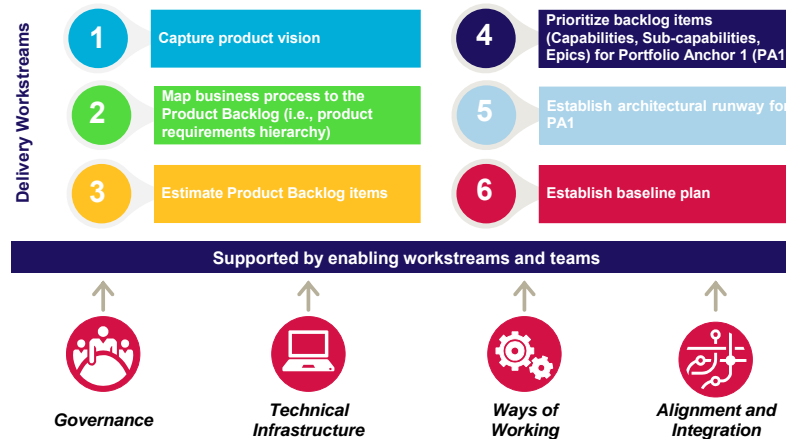 Delivery Workstreams
1
Capture product vision
2
Map business process to the
Product Backlog (i.e., product
requirements hierarchy)
3
Estimate Product Backlog items
4
Prioritize backlog items
(Capabilities, Sub-capabilities,
Epics) for Portfolio Anchor 1 (PA1
5
Establish architectural runway for
PA1
6
Establish baseline plan
Supported by enabling workstreams and teams
Governance
Technical
Infrastructure
Ways of
Working
Alignment and
Integration